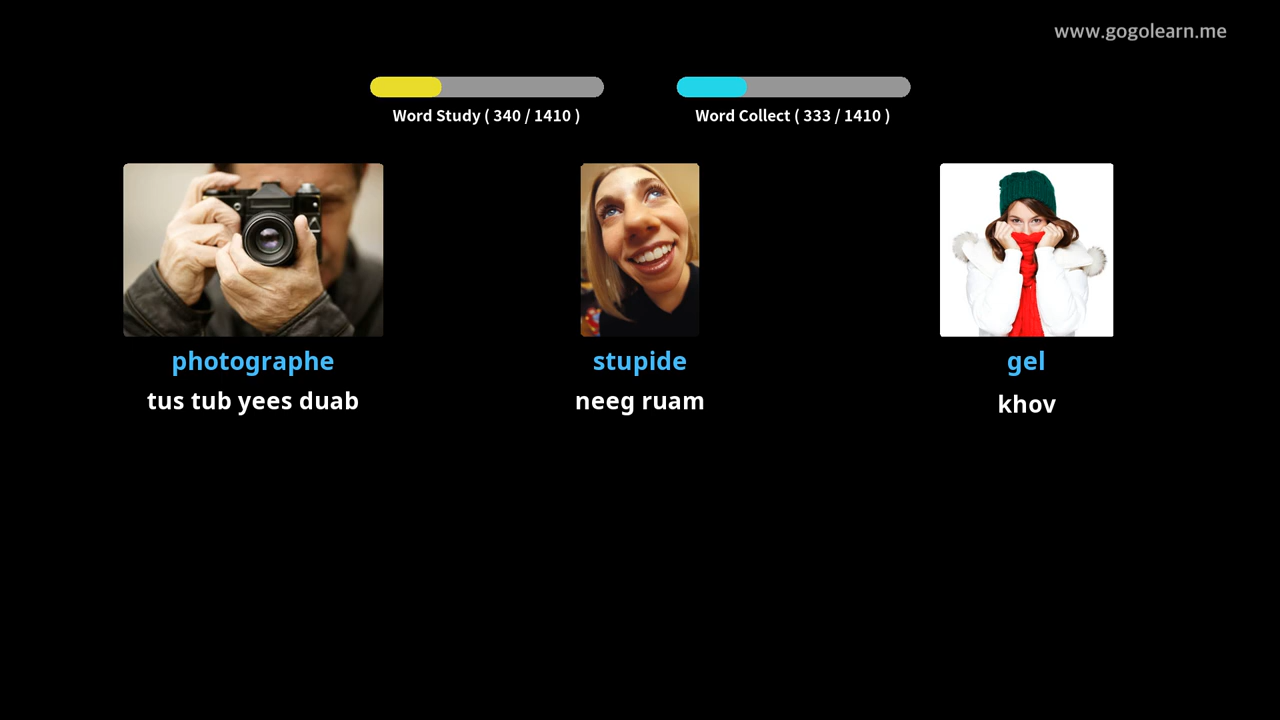 www.gogolearn.me
Word Study ( 340 / 1410 )
Word Collect ( 333 / 1410 )
photographe
stupide
gel
tus tub yees duab
neeg ruam
khov